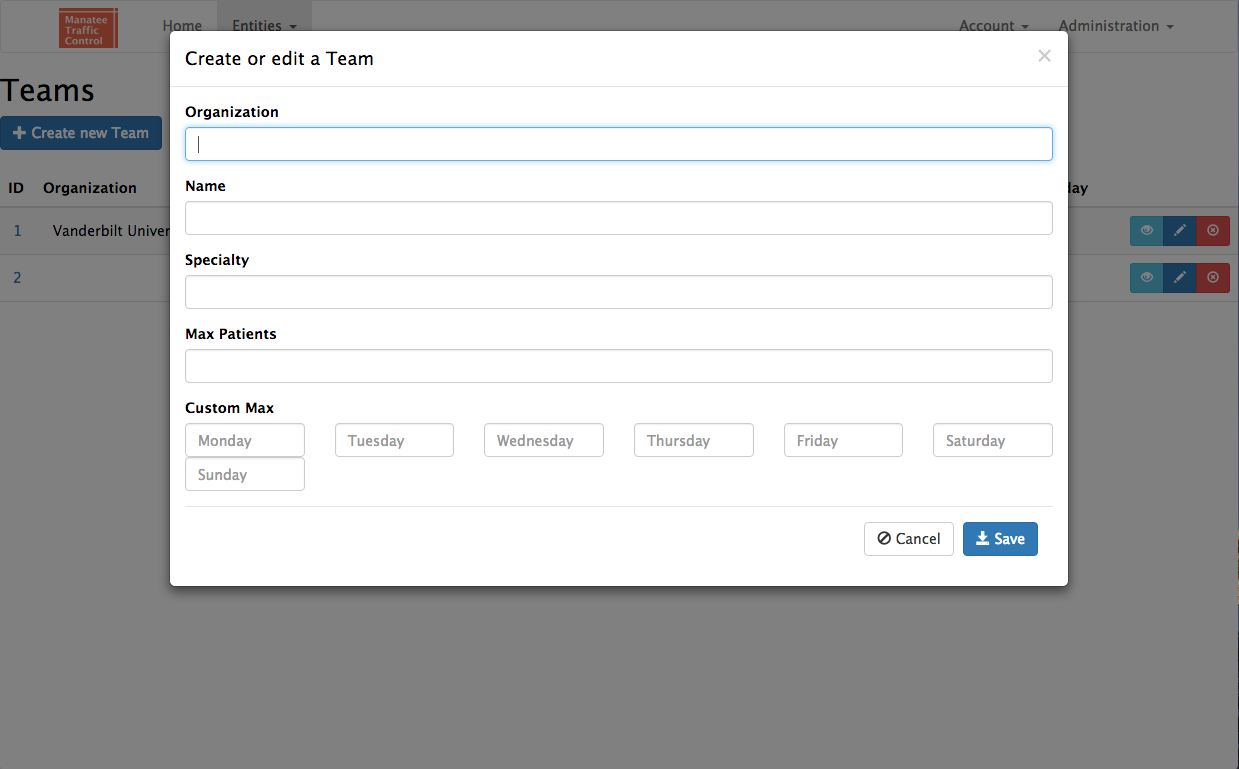 Manatee
Traffic
Control
Home
Entities
Account
Administration
Teams
Create new Team
ID Organization
day
1 Vanderbilt Univer
2
Create or edit a Team
×
Organization
Name
Specialty
Max Patients
Custom Max
Monday Tuesday Wednesday Thursday Friday Saturday
Sunday
Cancel Save